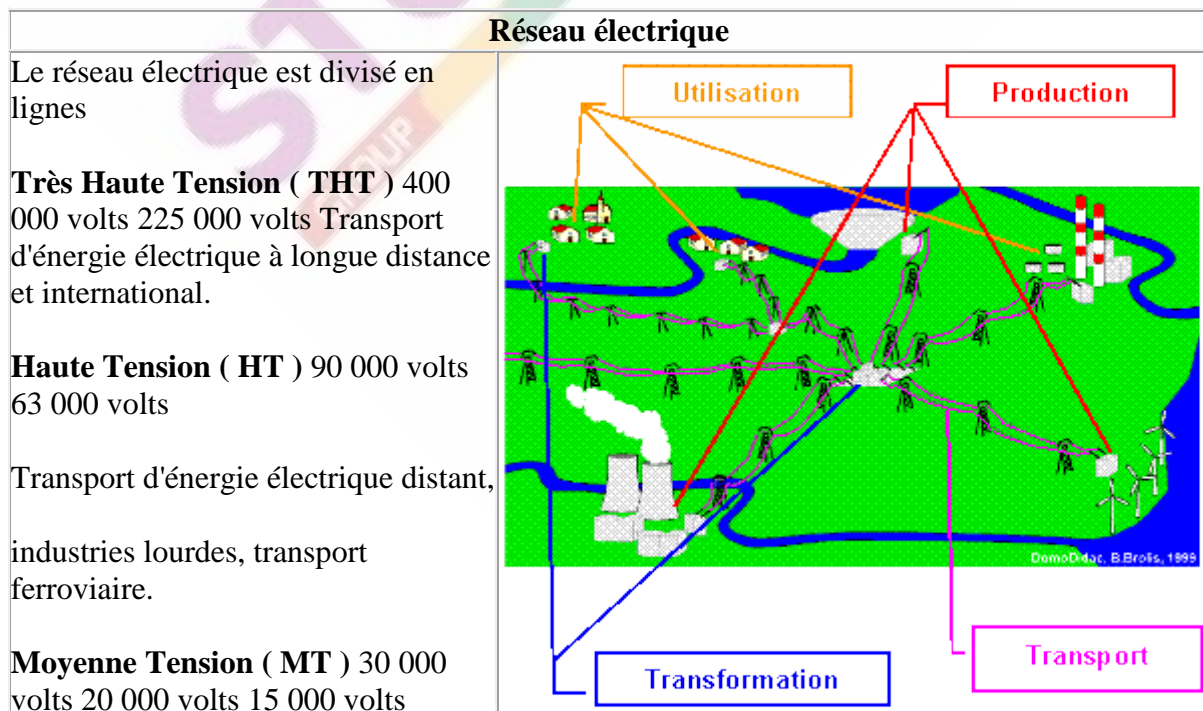 Réseau électrique
Le réseau électrique est divisé en
lignes
Très Haute Tension ( THT ) 400
000 volts 225 000 volts Transport
d'énergie électrique à longue distance
et international.
Haute Tension ( HT ) 90 000 volts
63 000 volts
Transport d'énergie électrique distant,
industries lourdes, transport
ferroviaire.
Moyenne Tension ( MT ) 30 000
volts 20 000 volts 15 000 volts
Utilisation
Production
DomoDidac, B.Brolis, 1999
Transport
Transformation